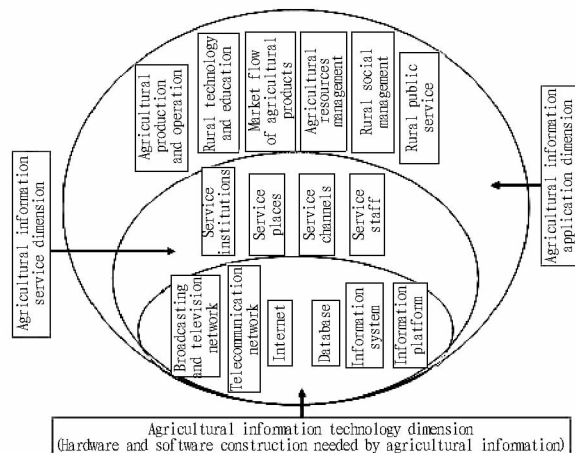 Agricultural
production
and operation
Rural technology
and education
Market flow
of agricultural
products
Agricultural
resources
management
Rural social
management
Rural public
service
Service
institutions
Service
places
Service
channels
Service
staff
Broadcasting
and television
network
Telecommunication
network
Internet
Database
Information
system
Information
platform
Agricultural information
service dimension
Agricultural information
application dimension
Agricultural information technology dimension
(Hardware and software construction needed by agricultural information)